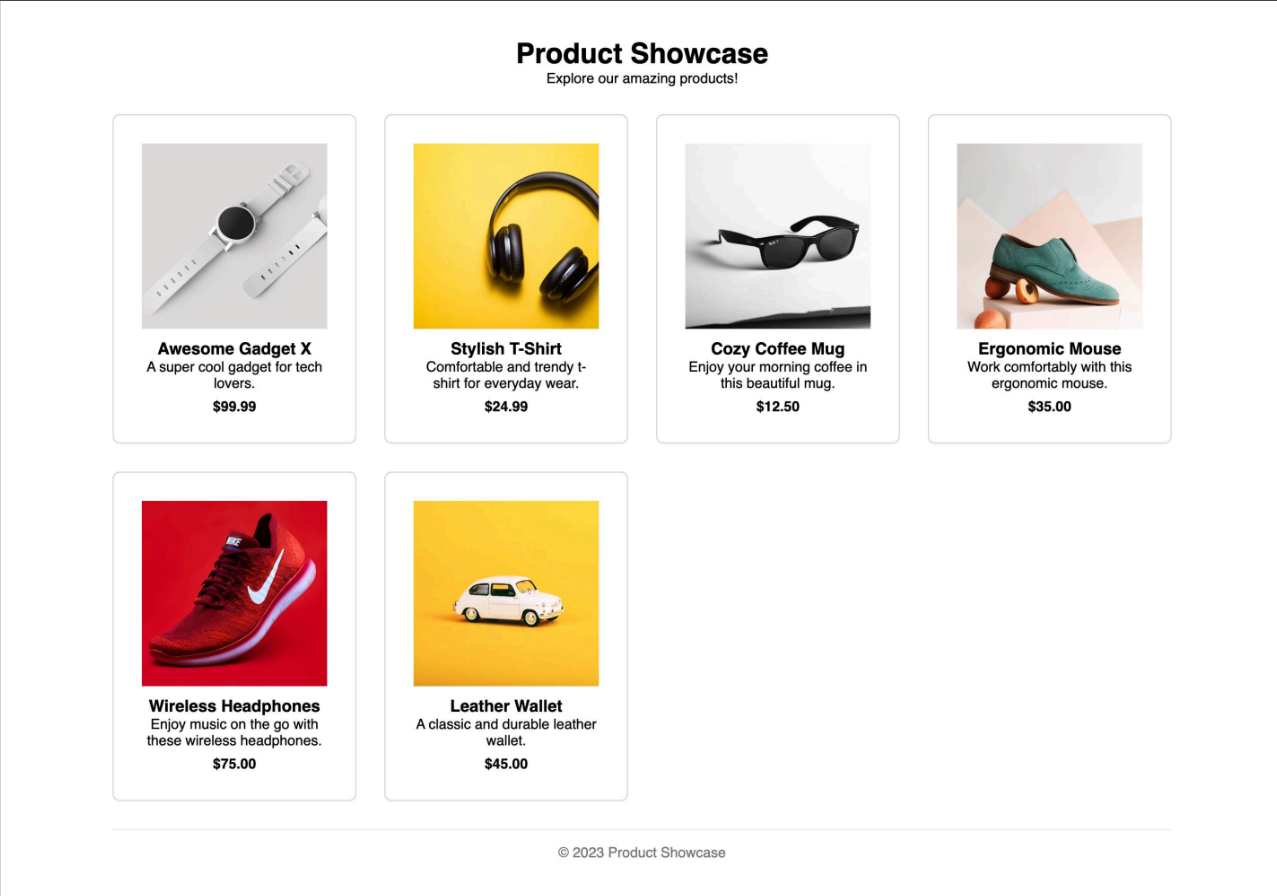 Product Showcase
Explore our amazing products!
Awesome Gadget X
A super cool gadget for tech
lovers.
$99.99
Stylish T-Shirt
Comfortable and trendy t-
shirt for everyday wear.
$24.99
Cozy Coffee Mug
Enjoy your morning coffee in
this beautiful mug.
$12.50
Ergonomic Mouse
Work comfortably with this
ergonomic mouse.
$35.00
NIKE
Wireless Headphones
Enjoy music on the go with
these wireless headphones.
$75.00
Leather Wallet
A classic and durable leather
wallet.
$45.00
© 2023 Product Showcase